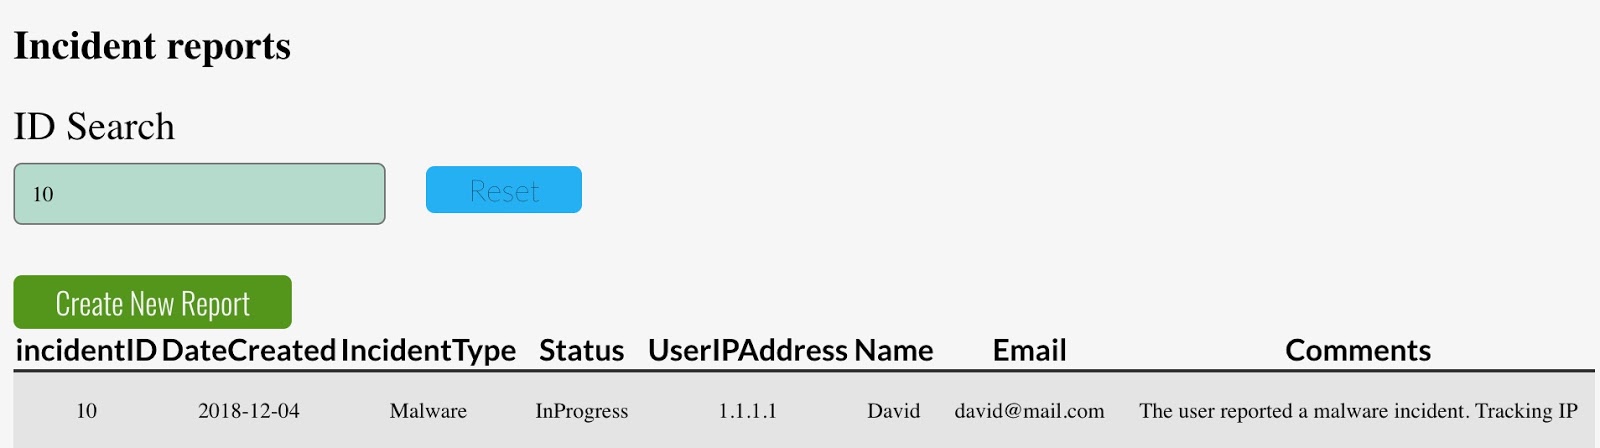 Incident reports
ID Search
10
Reset
Create New Report
incidentID DateCreated IncidentType Status UserIPAddress Name Email Comments
10 2018-12-04 Malware InProgress 1.1.1.1 David david@mail.com The user reported a malware incident. Tracking IP